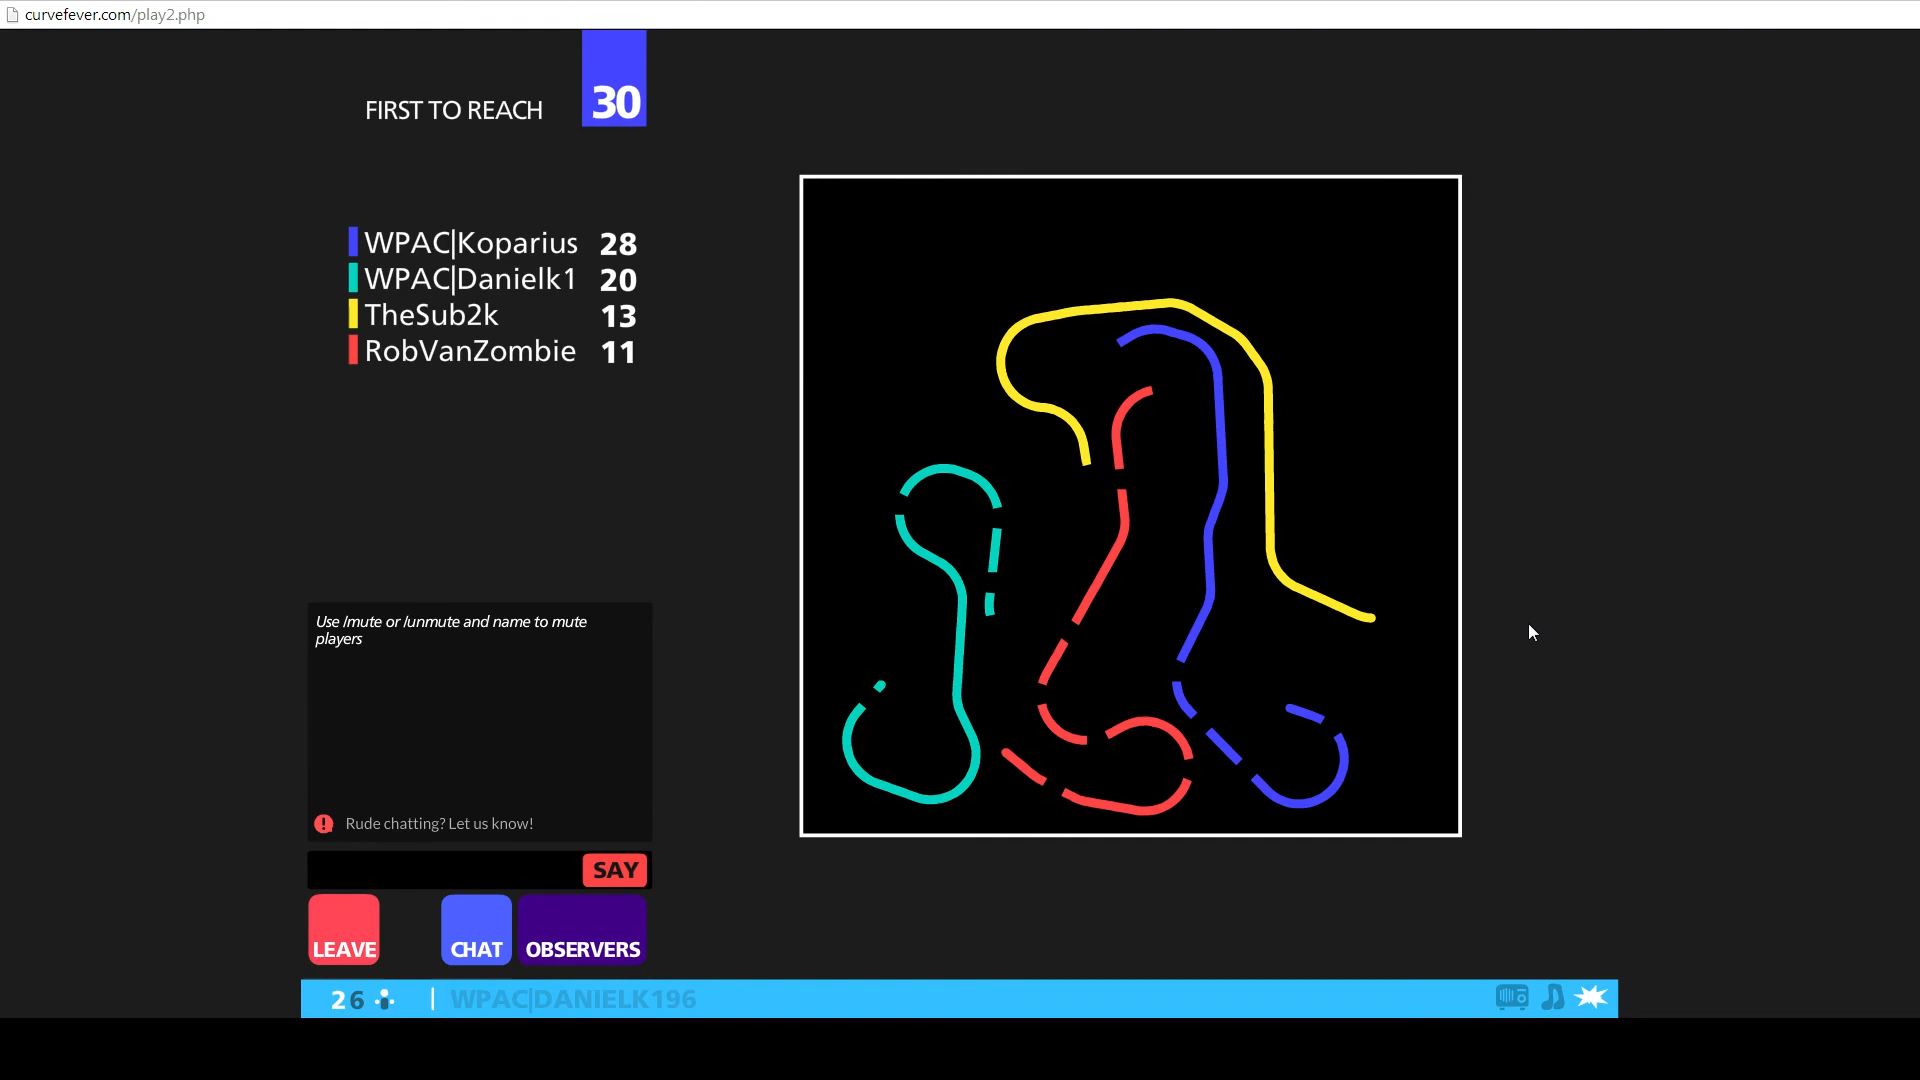 curvefever.com/play2.php
FIRST TO REACH 30
WPAC|Koparius 28
WPAC|Danielk1 20
TheSub2k 13
RobVanZombie 11
Use /mute or /unmute and name to mute
players
Rude chatting? Let us know!
SAY
LEAVE CHAT OBSERVERS
26 WPAC|DANIELK196